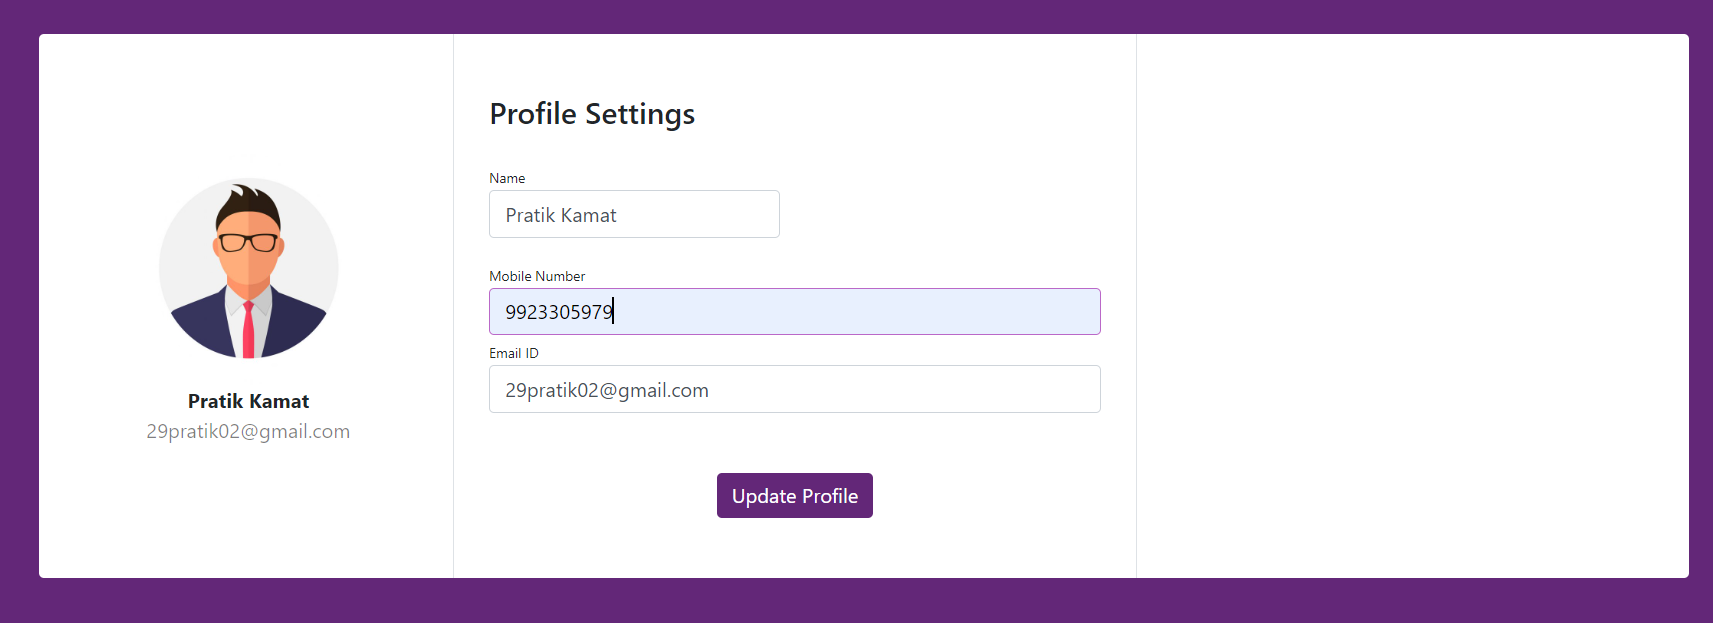 Pratik Kamat
29pratik02@gmail.com
Profile Settings
Name
Pratik Kamat
Mobile Number
9923305979
Email ID
29pratik02@gmail.com
Update Profile